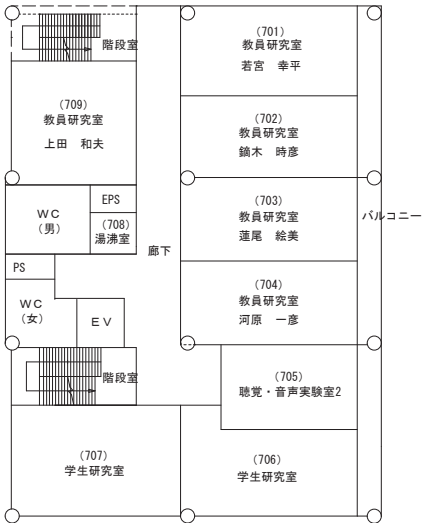 階段室
(709)
教員研究室
上田　和夫
WC
(男)
EPS
(708)
湯沸室
PS
WC
(女)
EV
階段室
廊下
(701)
教員研究室
若宮　幸平
(702)
教員研究室
鏑木　時彦
(703)
教員研究室
蓮尾　絵美
(704)
教員研究室
河原　一彦
バルコニー
(705)
聴覚・音声実験室2
(707)
学生研究室
(706)
学生研究室